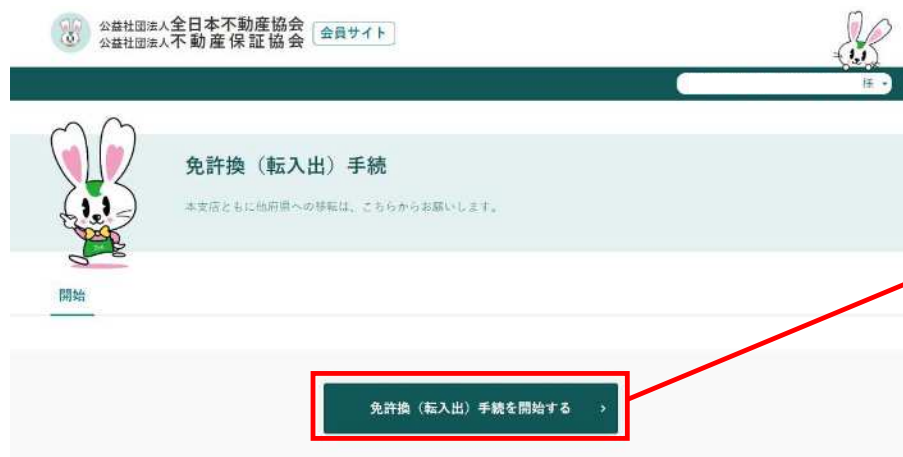 公益社団法人全日本不動産協会
公益社団法人不動産保証協会
会員サイト
様
免許換（転入出）手続
本支店ともに他府県への移転は、こちらからお願いします。
開始
免許換（転入出）手続を開始する